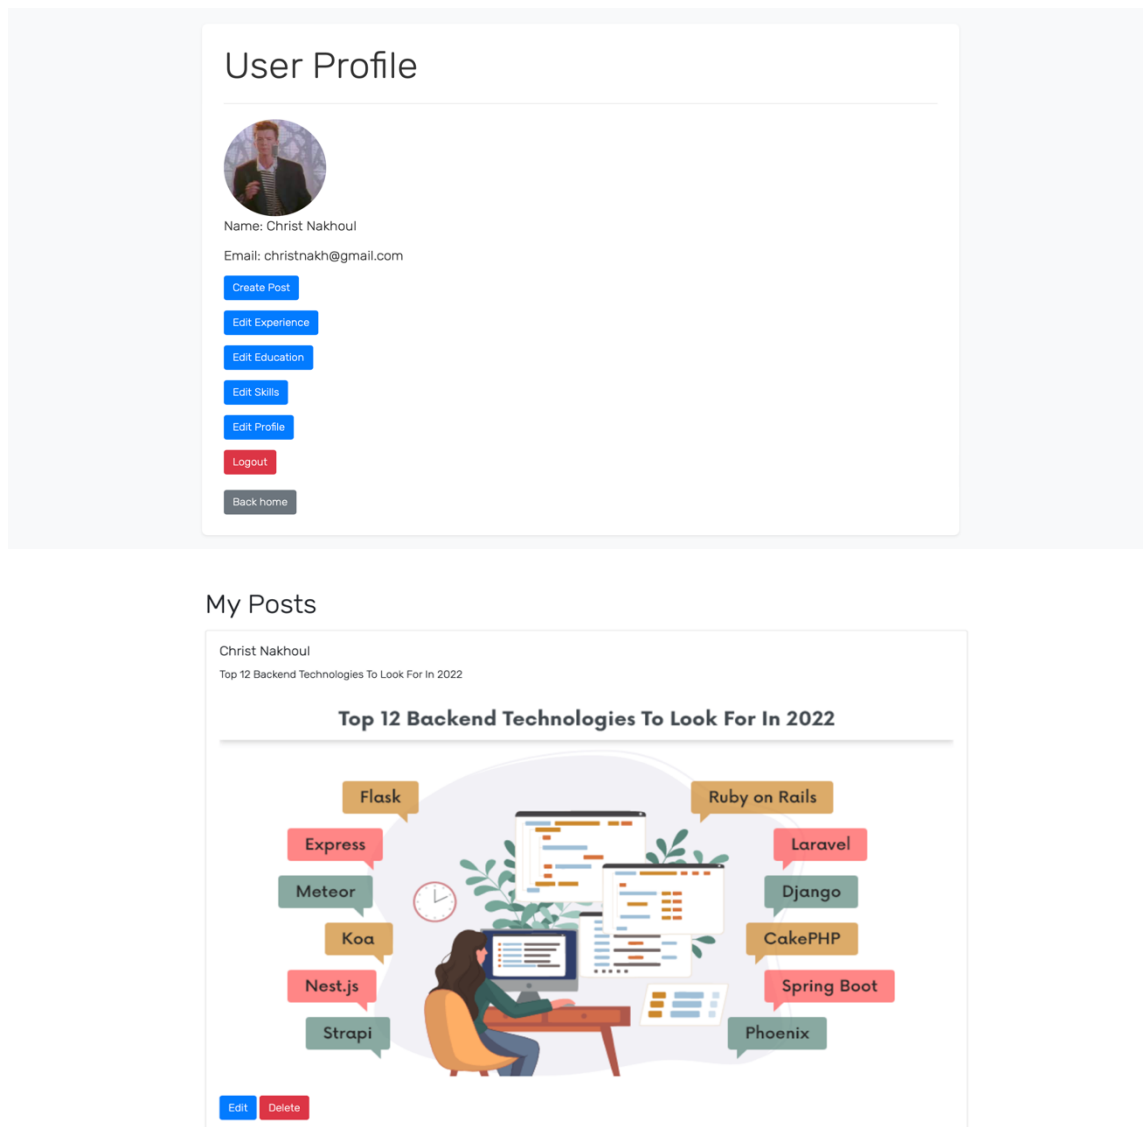 User Profile
Name: Christ Nakhoul
Email: christnakh@gmail.com
Create Post
Edit Experience
Edit Education
Edit Skills
Edit Profile
Logout
Back home
My Posts
Christ Nakhoul
Top 12 Backend Technologies To Look For In 2022
Top 12 Backend Technologies To Look For In 2022
Flask
Ruby on Rails
Express
Laravel
Meteor
Django
Koa
CakePHP
Nest.js
Spring Boot
Strapi
Phoenix
Edit
Delete